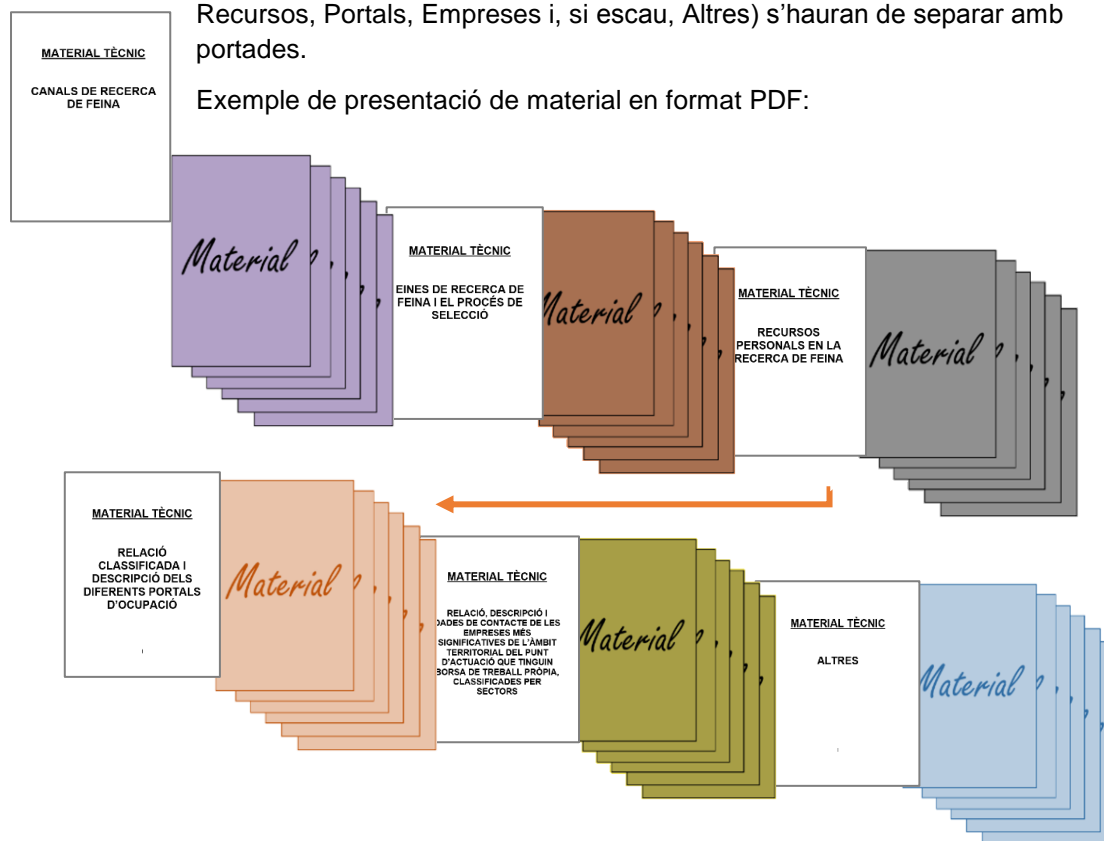 Recursos, Portals, Empreses i, si escau, Altres) s’hauran de separar amb
portades.
Exemple de presentació de material en format PDF:
MATERIAL TÈCNIC
CANALS DE RECERCA
DE FEINA
Material
MATERIAL TÈCNIC
EINES DE RECERCA DE
FEINA I EL PROCÉS DE
SELECCIÓ
Material
MATERIAL TÈCNIC
RECURSOS
PERSONALS EN LA
RECERCA DE FEINA
Material
MATERIAL TÈCNIC
RELACIÓ
CLASSIFICADA I
DESCRIPCIÓ DELS
DIFERENTS PORTALS
D’OCUPACIÓ
Material
MATERIAL TÈCNIC
RELACIÓ, DESCRIPCIÓ I
DADES DE CONTACTE DE LES
EMPRESES MÉS
SIGNIFICATIVES DE L’ÀMBIT
TERRITORIAL DEL PUNT
D’ACTUACIÓ QUE TINGUIN
BORSA DE TREBALL PRÒPIA,
CLASSIFICADES PER
SECTORS
Material
MATERIAL TÈCNIC
ALTRES
Material